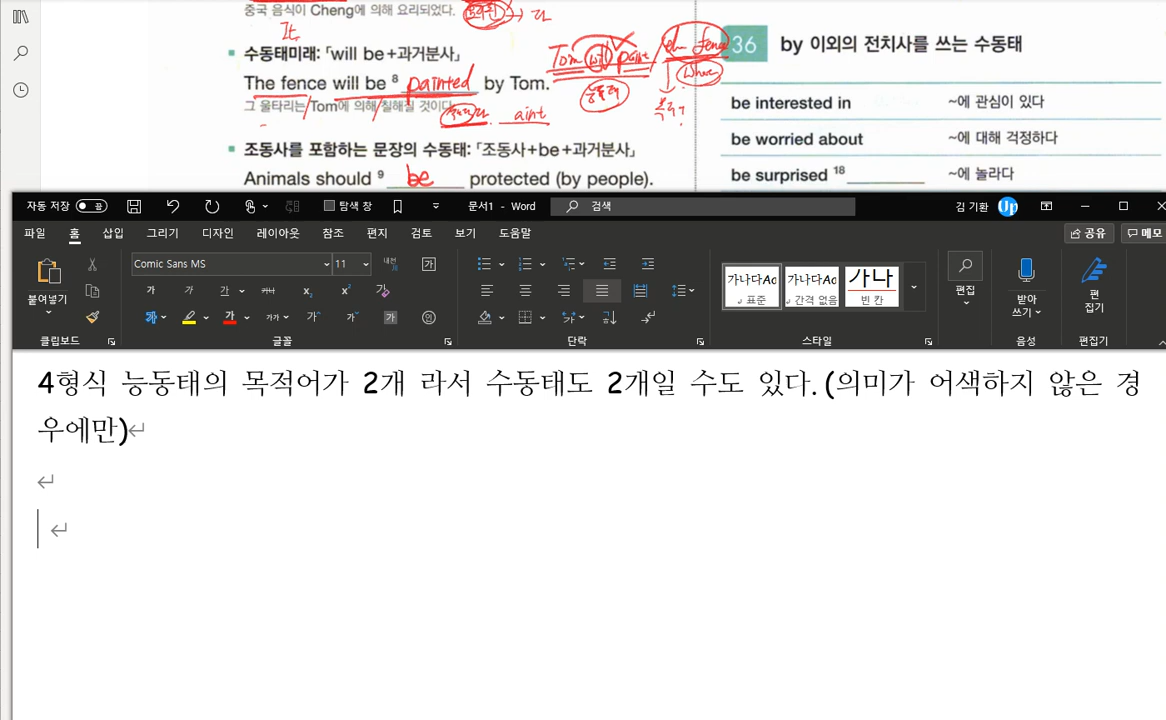 중국 음식이 Cheng에 의해 요리되었다.
수동태미래: 「will be+과거분사」
The fence will be 8 painted by Tom.
그 울타리는/Tom에 의해/칠해질 것이다.
aint
Tom will paint
능동태
조동사를 포함하는 문장의 수동태: 「조동사+be+과거분사」
Animals should 9 be protected (by people).
36 by 이외의 전치사를 쓰는 수동태
be interested in ~에 관심이 있다
be worried about ~에 대해 걱정하다
be surprised 18 ~에 놀라다
자동 저장 끔 탐색 창 문서1 - Word 검색 김 기환 Up
파일 홈 삽입 그리기 디자인 레이아웃 참조 편지 검토 보기 도움말 공유 메모
붙여넣기 Comic Sans MS 11 가나다Ac 가나다Ac 가나 편집 받아쓰기 편집기
표준 간격 없음 빈 칸
클립보드 글꼴 단락 스타일 음성 편집기
4형식 능동태의 목적어가 2개 라서 수동태도 2개일 수도 있다. (의미가 어색하지 않은 경
우에만)